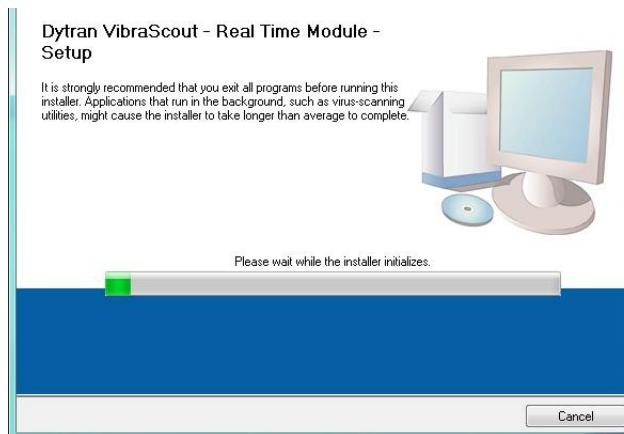 Dytran VibraScout - Real Time Module -
Setup
It is strongly recommended that you exit all programs before running this
installer. Applications that run in the background, such as virus-scanning
utilities, might cause the installer to take longer than average to complete.
Please wait while the installer initializes.
Cancel